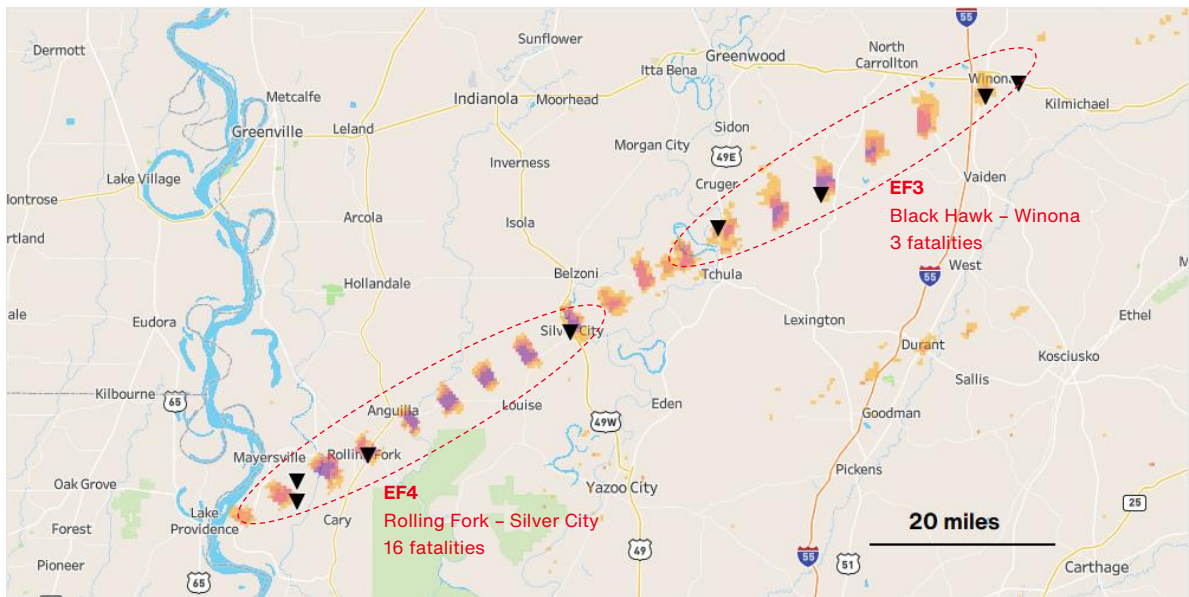 Dermott
Sunflower
55
Greenwood
North
Carrollton
Itta Bena
Winona
Metcalfe
Indianola
Moorhead
Kilmichael
Greenville
Leland
Sidon
Morgan City
49E
Inverness
Lake Village
Cruger
Vaiden
EF3
Black Hawk – Winona
3 fatalities
Arcola
Isola
West
Belzoni
Tchula
55
Hollandale
Eudora
Silver City
Lexington
Ethel
Durant
Kosciusko
Sallis
Kilbourne
65
Anguilla
Louise
Eden
49W
Goodman
Mayersville
Rolling Fork
Pickens
Oak Grove
EF4
Rolling Fork – Silver City
16 fatalities
Yazoo City
Lake
Providence
Cary
Forest
20 miles
25
49
55
51
Pioneer
65
Carthage